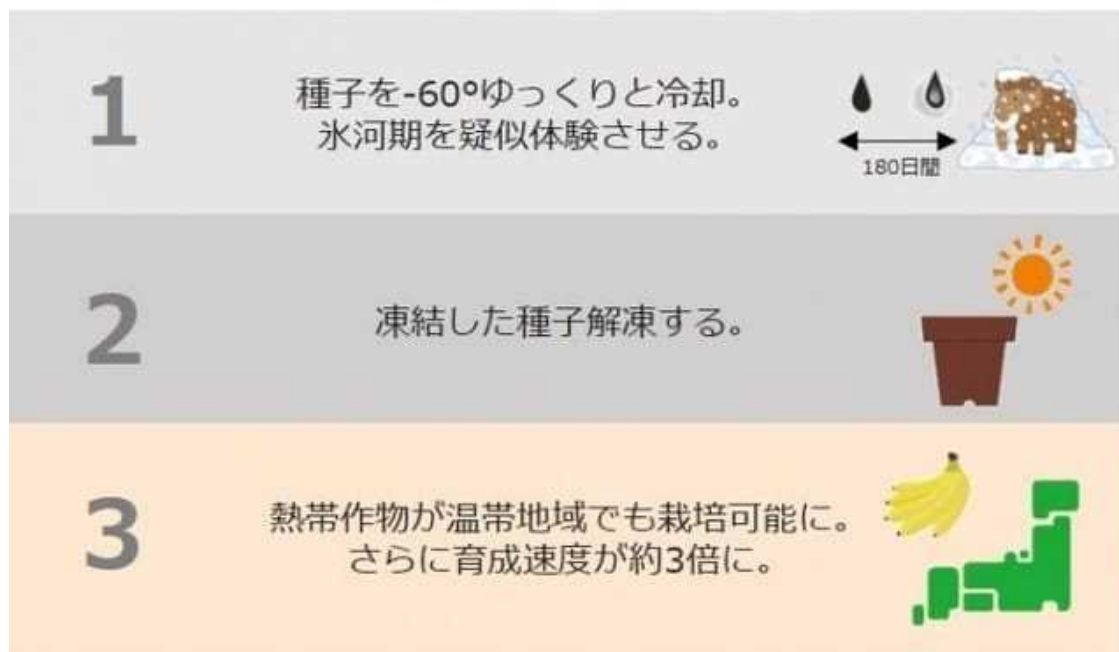 1
種子を-60°ゆっくりと冷却。
氷河期を疑似体験させる。
180日間
2
凍結した種子解凍する。
3
熱帯作物が温帯地域でも栽培可能に。
さらに育成速度が約3倍に。